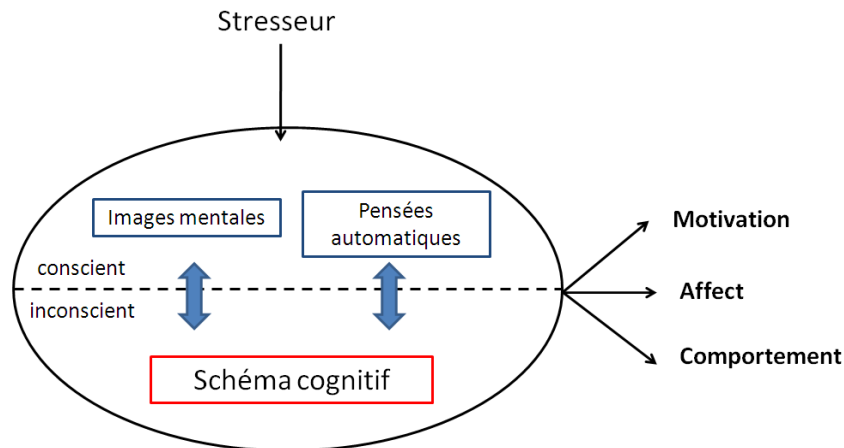 Stresseur
Images mentales
Pensées
automatiques
conscient
inconscient
Schéma cognitif
Motivation
Affect
Comportement